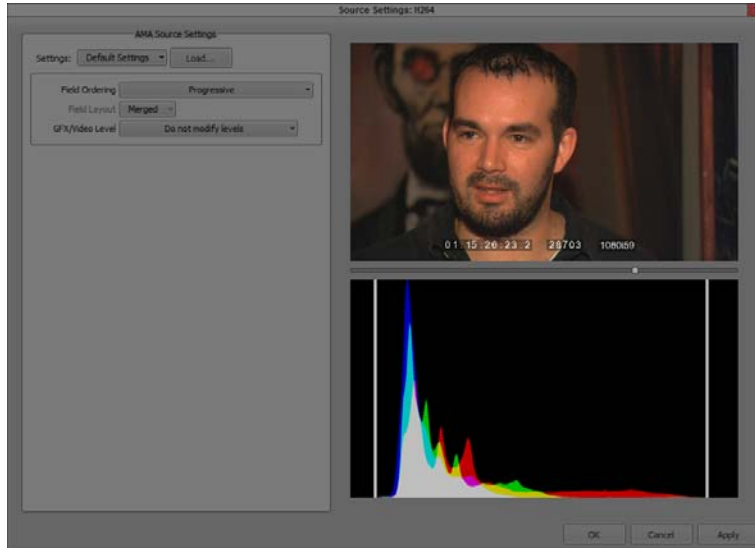 Source Settings: H264
AMA Source Settings
Settings: Default Settings Load...
Field Ordering Progressive
Field Layout Merged
GFX/Video Level Do not modify levels
01:15:26:23.2 28703 1080i59
OK Cancel Apply